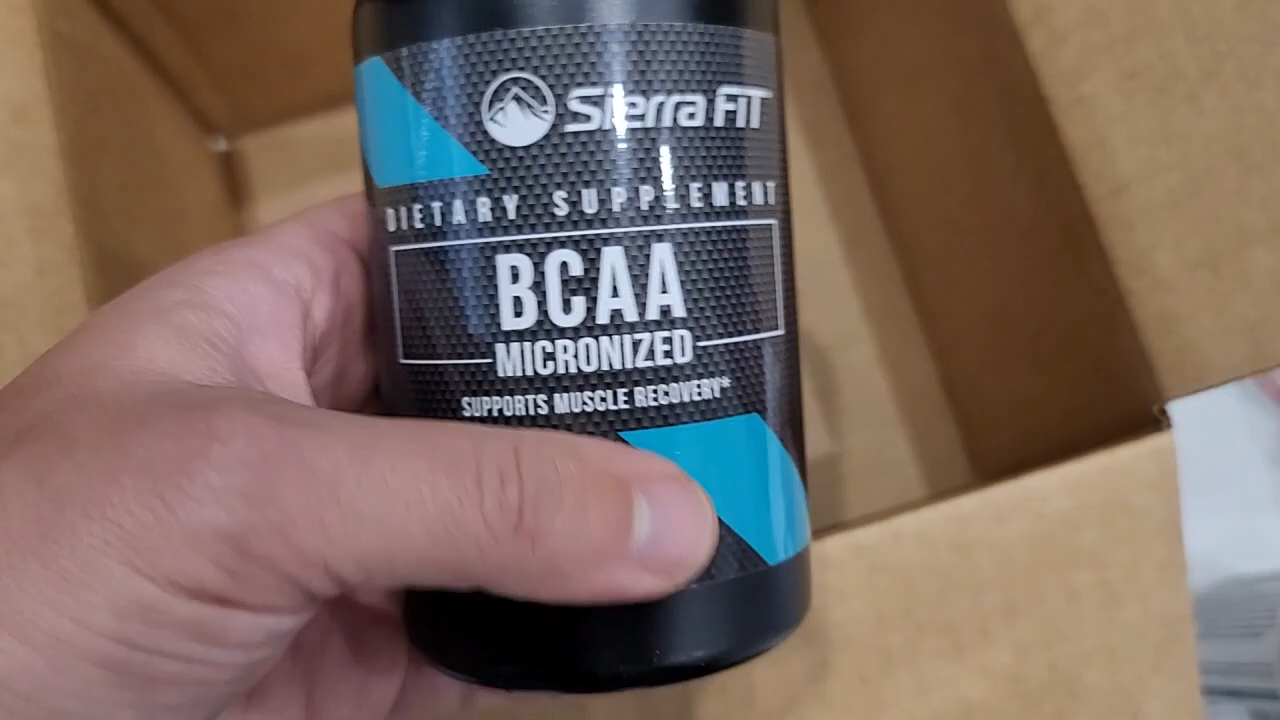 Sierra FIT
DIETARY SUPPLEMENT
BCAA
MICRONIZED
SUPPORTS MUSCLE RECOVERY*